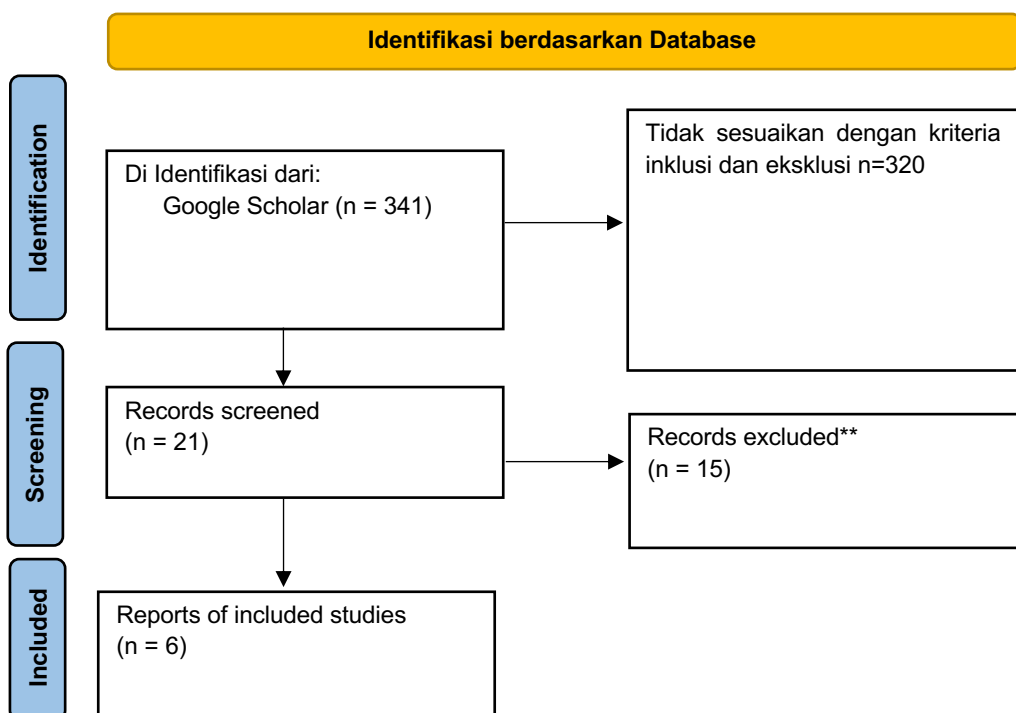 Identifikasi berdasarkan Database
Identification
Di Identifikasi dari:
Google Scholar (n = 341)
Tidak sesuaikan dengan kriteria
inklusi dan eksklusi n=320
Screening
Records screened
(n = 21)
Records excluded**
(n = 15)
Included
Reports of included studies
(n = 6)